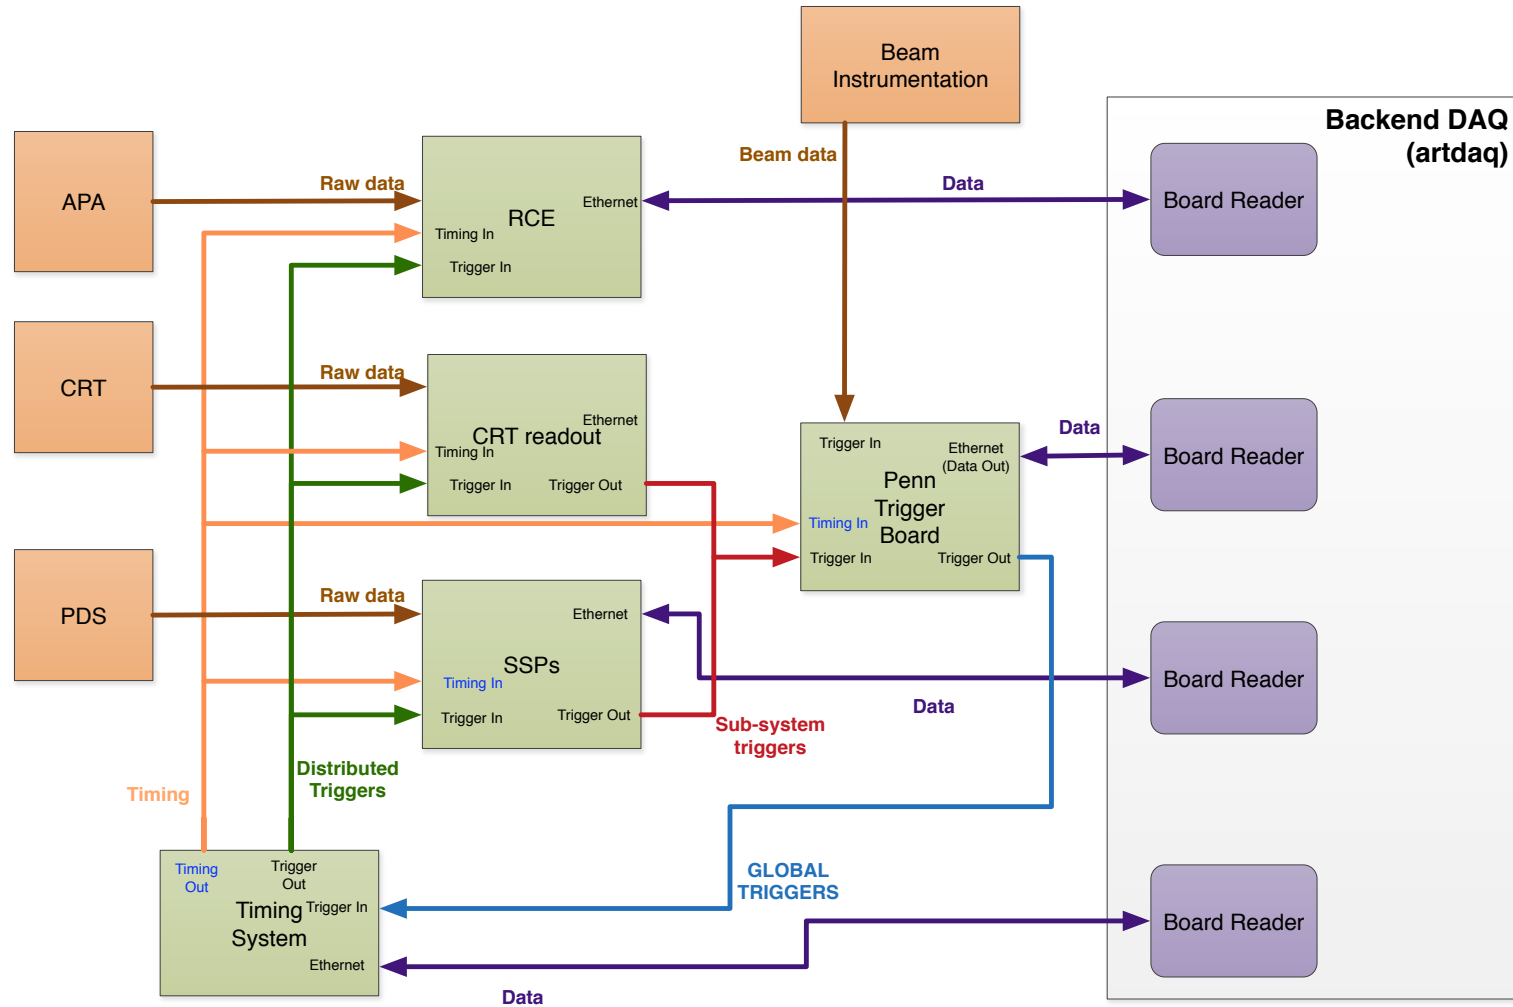 Beam
Instrumentation
Backend DAQ
(artdaq)
APA
Raw data
Beam data
RCE
Ethernet
Timing In
Trigger In
Data
Board Reader
CRT
Raw data
CRT readout
Ethernet
Timing In
Trigger In
Trigger Out
Trigger In
Ethernet
(Data Out)
Penn
Trigger
Board
Timing In
Trigger In
Trigger Out
Data
Board Reader
PDS
Raw data
Ethernet
SSPs
Timing In
Trigger In
Trigger Out
Sub-system
triggers
Data
Board Reader
Timing
Distributed
Triggers
Timing
Out
Trigger
Out
Timing
System
Trigger In
Ethernet
GLOBAL
TRIGGERS
Board Reader
Data